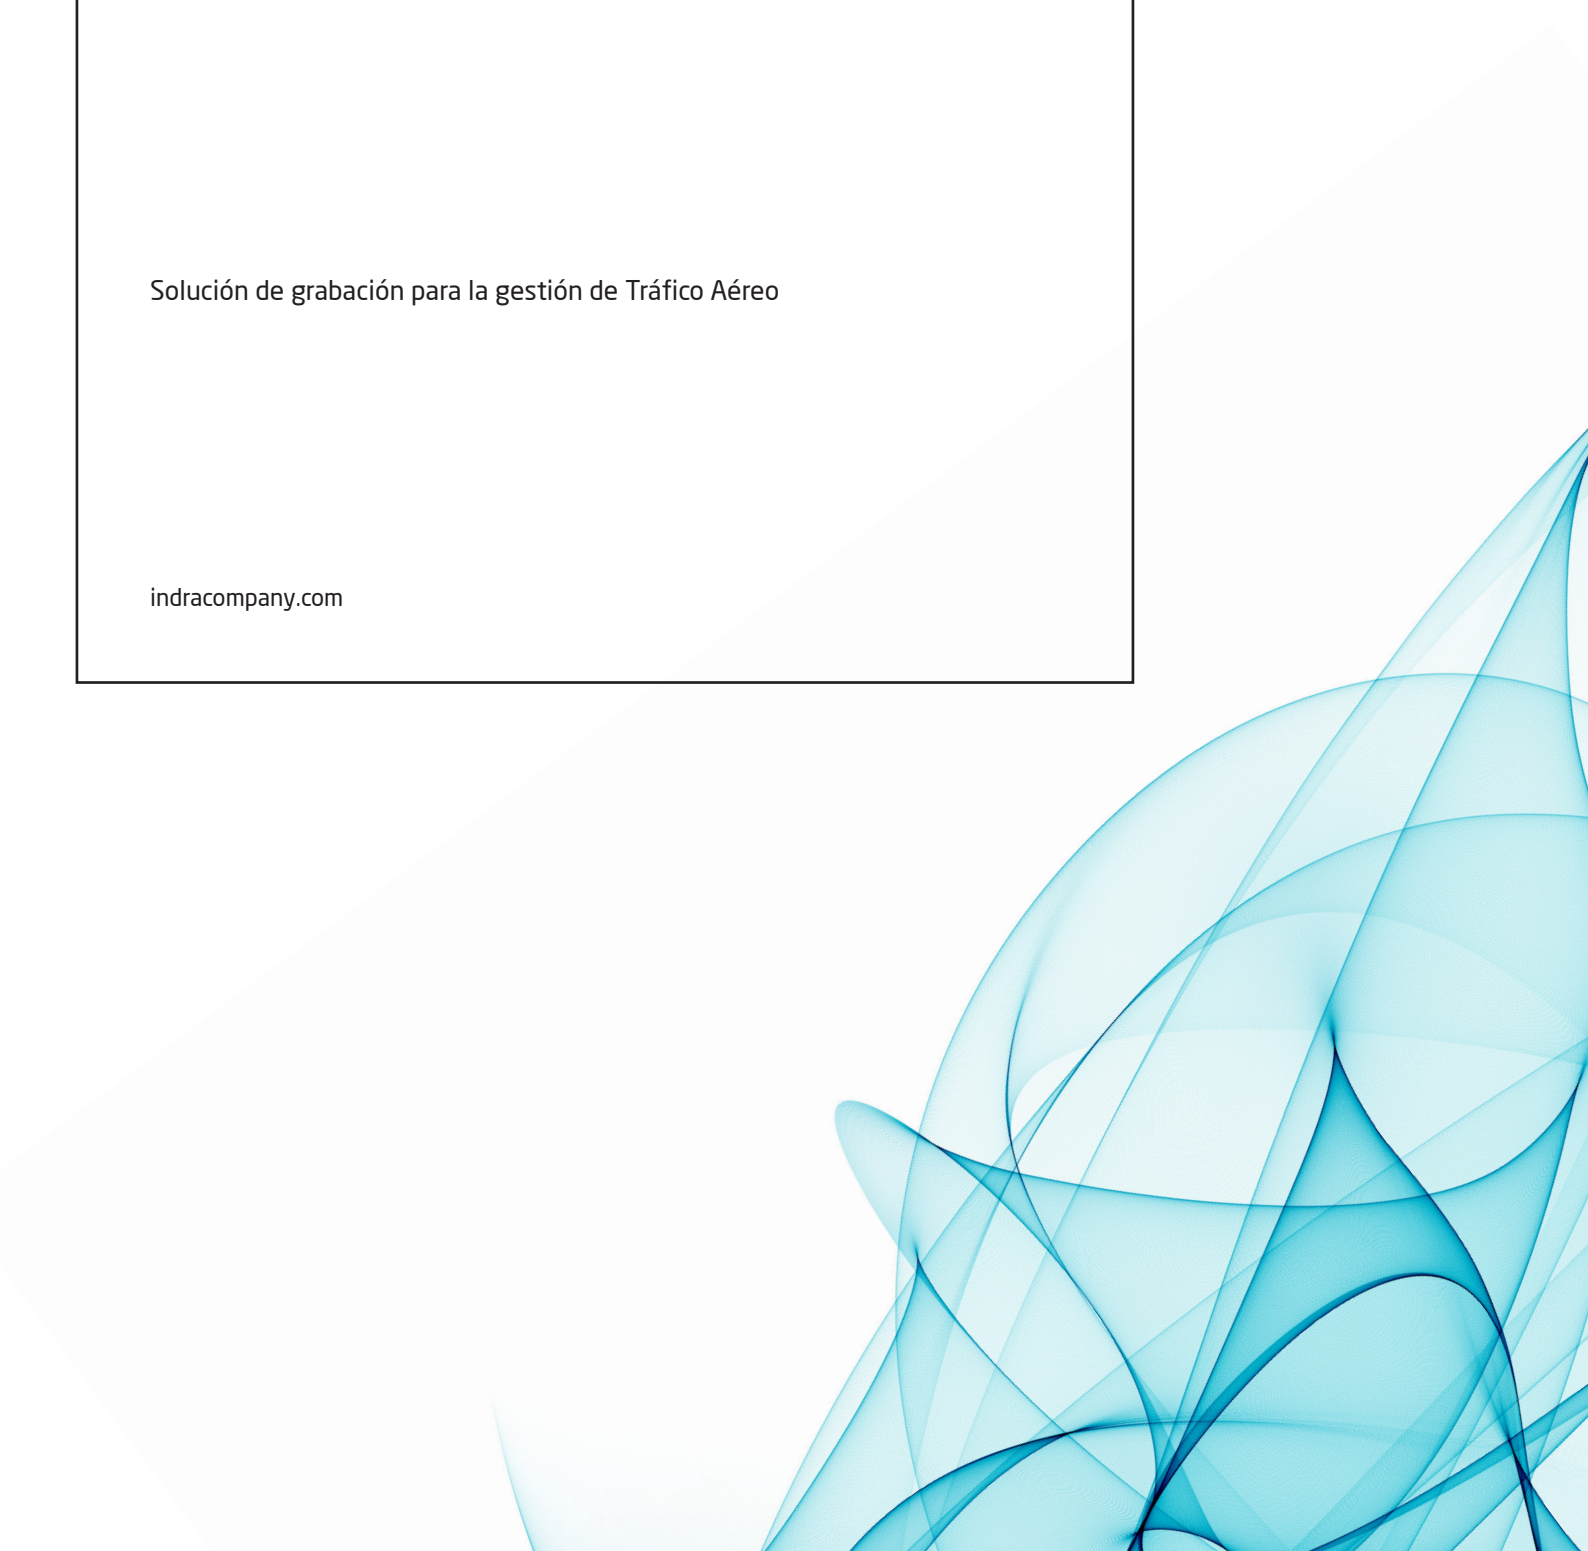 Solución de grabación para la gestión de Tráfico Aéreo
indracompany.com